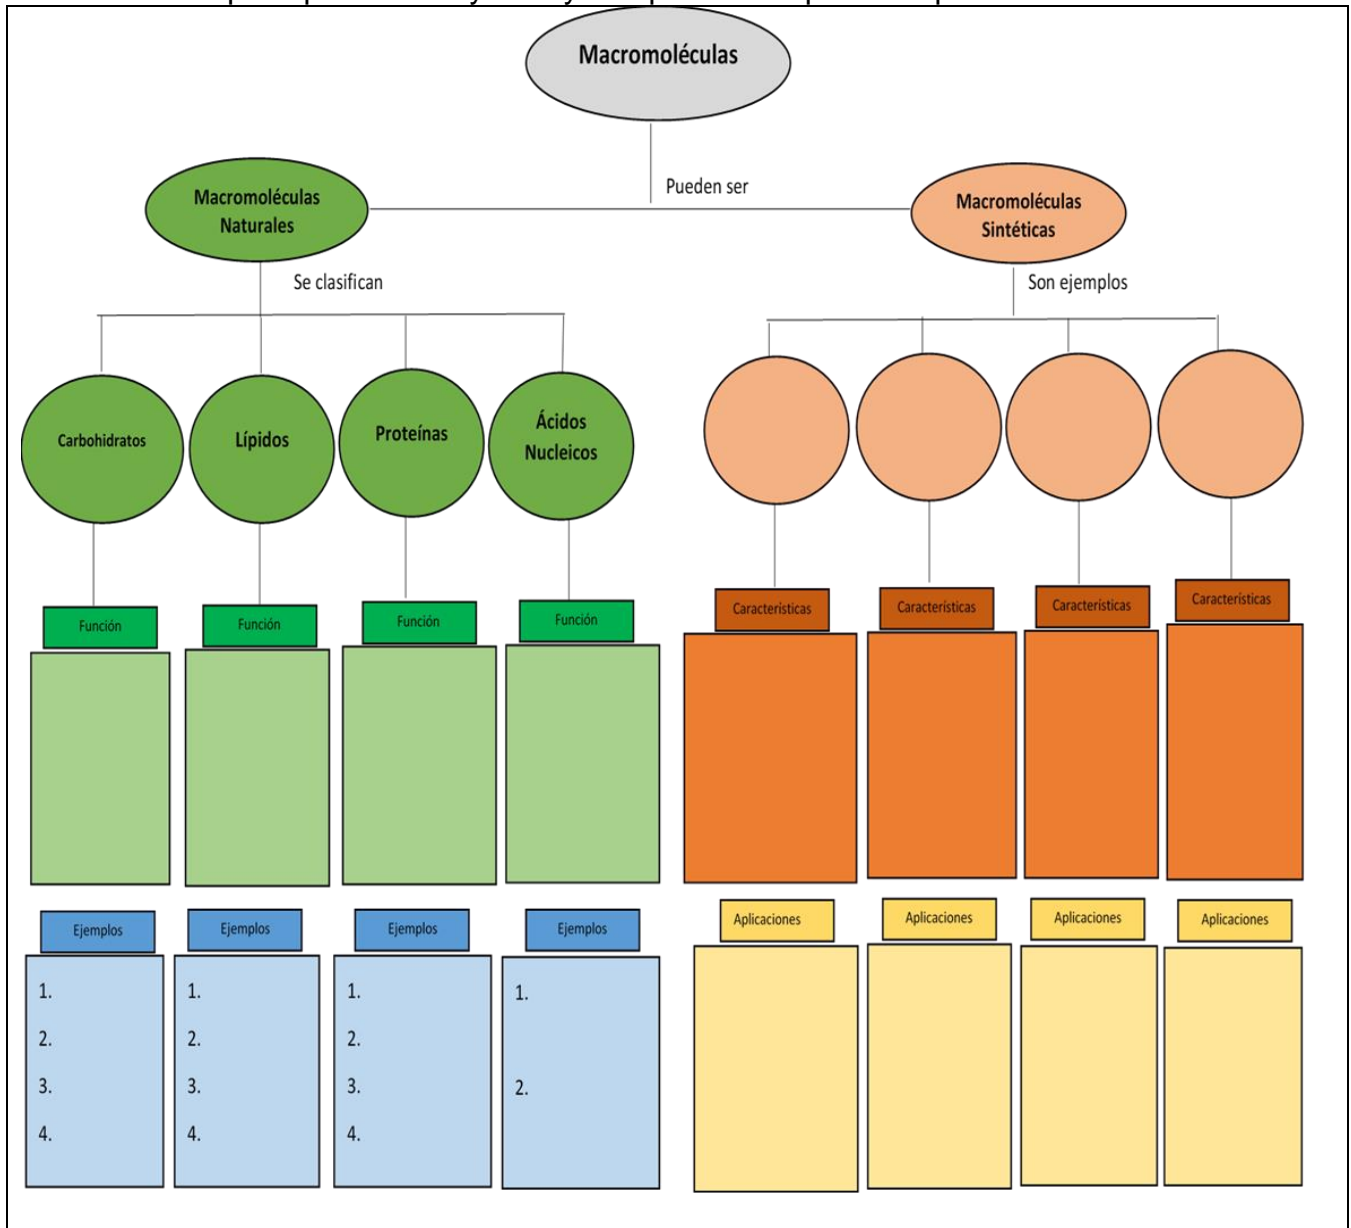 Macromoléculas
Pueden ser
Macromoléculas
Naturales
Macromoléculas
Sintéticas
Se clasifican
Son ejemplos
Carbohidratos
Lípidos
Proteínas
Ácidos
Nucleicos
Función
Función
Función
Función
Características
Características
Características
Características
Ejemplos
Ejemplos
Ejemplos
Ejemplos
Aplicaciones
Aplicaciones
Aplicaciones
Aplicaciones
1.
2.
3.
4.
1.
2.
3.
4.
1.
2.
3.
4.
1.
2.